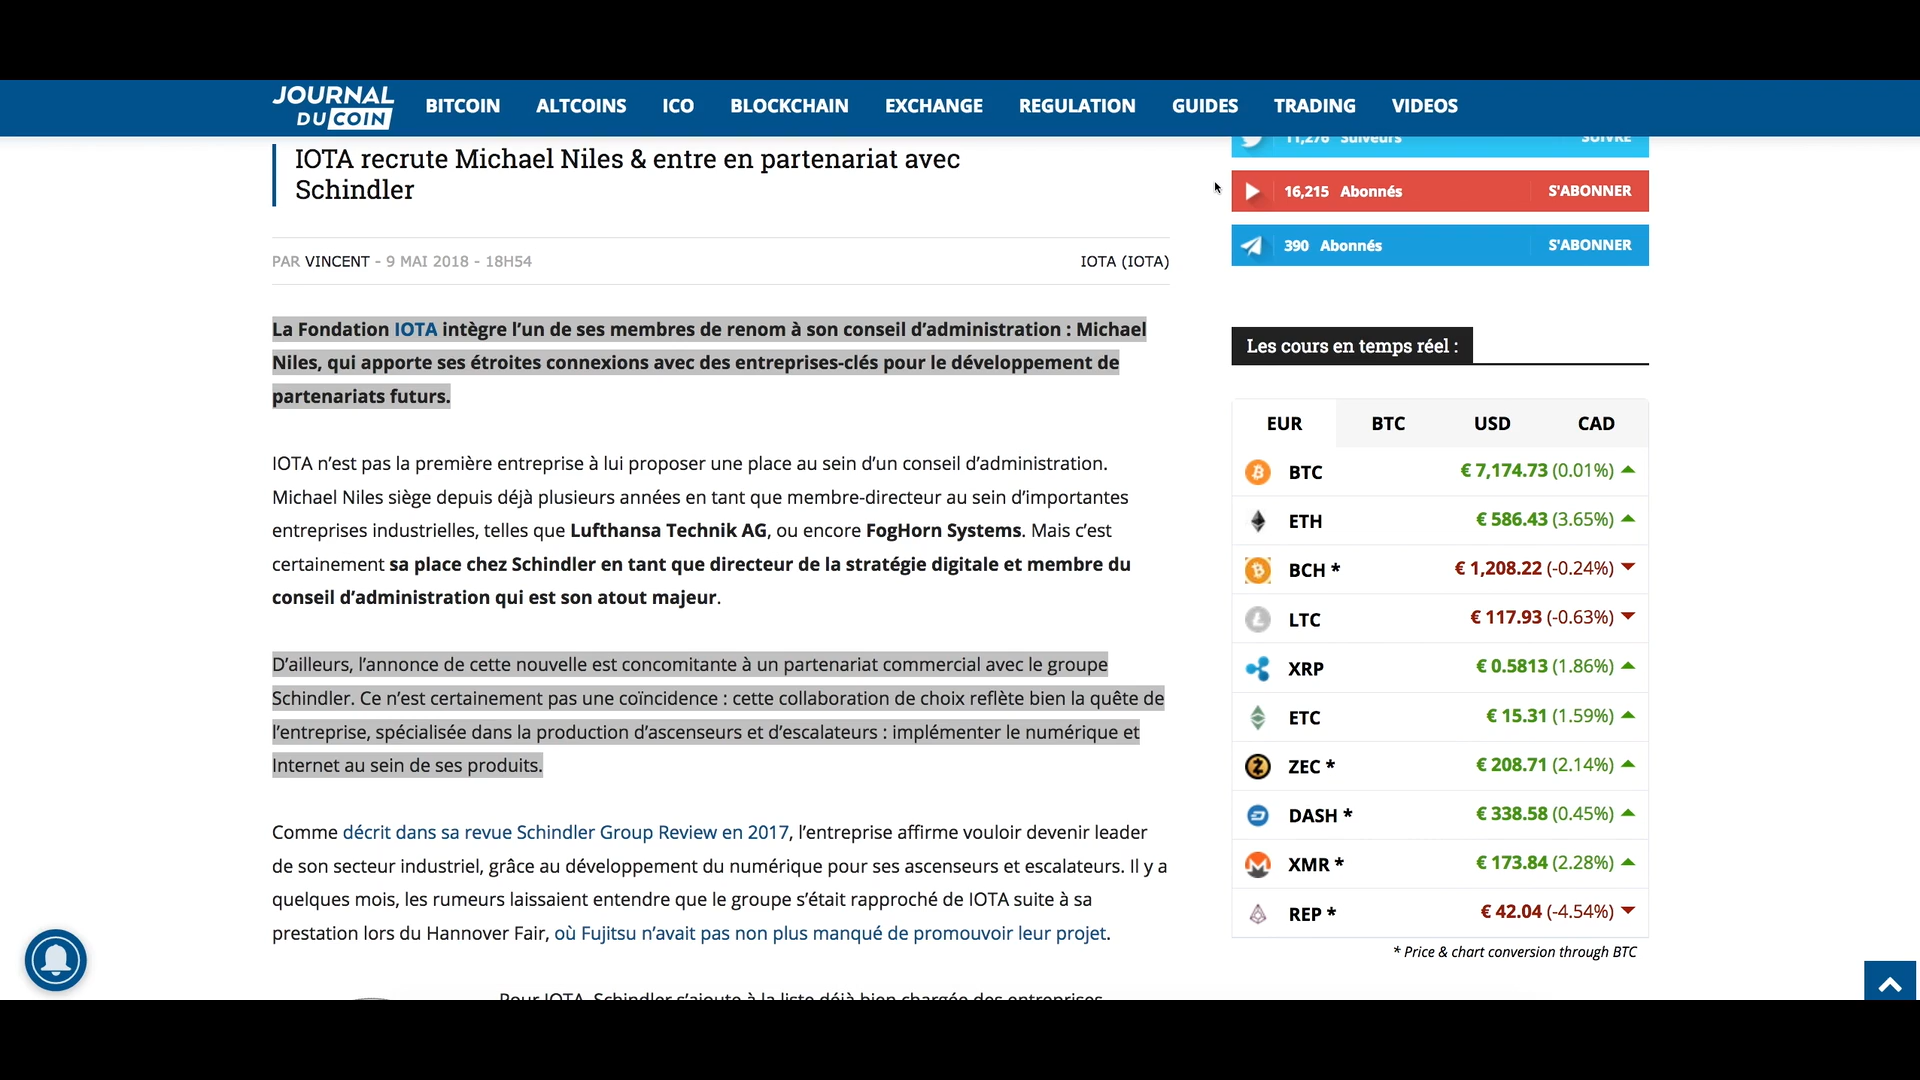 JOURNAL
DU COIN
BITCOIN
ALTCOINS
ICO
BLOCKCHAIN
EXCHANGE
REGULATION
GUIDES
TRADING
VIDEOS
IOTA recrute Michael Niles & entre en partenariat avec
Schindler
PAR VINCENT - 9 MAI 2018 - 18H54
IOTA (IOTA)
La Fondation IOTA intègre l’un de ses membres de renom à son conseil d’administration : Michael
Niles, qui apporte ses étroites connexions avec des entreprises-clés pour le développement de
partenariats futurs.
IOTA n’est pas la première entreprise à lui proposer une place au sein d’un conseil d’administration.
Michael Niles siège depuis déjà plusieurs années en tant que membre-directeur au sein d’importantes
entreprises industrielles, telles que Lufthansa Technik AG, ou encore FogHorn Systems. Mais c’est
certainement sa place chez Schindler en tant que directeur de la stratégie digitale et membre du
conseil d’administration qui est son atout majeur.
D’ailleurs, l’annonce de cette nouvelle est concomitante à un partenariat commercial avec le groupe
Schindler. Ce n’est certainement pas une coïncidence : cette collaboration de choix reflète bien la quête de
l’entreprise, spécialisée dans la production d’ascenseurs et d’escalateurs : implémenter le numérique et
Internet au sein de ses produits.
Comme décrit dans sa revue Schindler Group Review en 2017, l’entreprise affirme vouloir devenir leader
de son secteur industriel, grâce au développement du numérique pour ses ascenseurs et escalateurs. Il y a
quelques mois, les rumeurs laissaient entendre que le groupe s’était rapproché de IOTA suite à sa
prestation lors du Hannover Fair, où Fujitsu n’avait pas non plus manqué de promouvoir leur projet.
Pour IOTA, Schindler s’ajoute à la liste déjà bien chargée des entreprises
11,276 Suiveurs SUIVRE
16,215 Abonnés S'ABONNER
390 Abonnés S'ABONNER
Les cours en temps réel :
EUR BTC USD CAD
BTC € 7,174.73 (0.01%)
ETH € 586.43 (3.65%)
BCH * € 1,208.22 (-0.24%)
LTC € 117.93 (-0.63%)
XRP € 0.5813 (1.86%)
ETC € 15.31 (1.59%)
ZEC * € 208.71 (2.14%)
DASH * € 338.58 (0.45%)
XMR * € 173.84 (2.28%)
REP * € 42.04 (-4.54%)
* Price & chart conversion through BTC